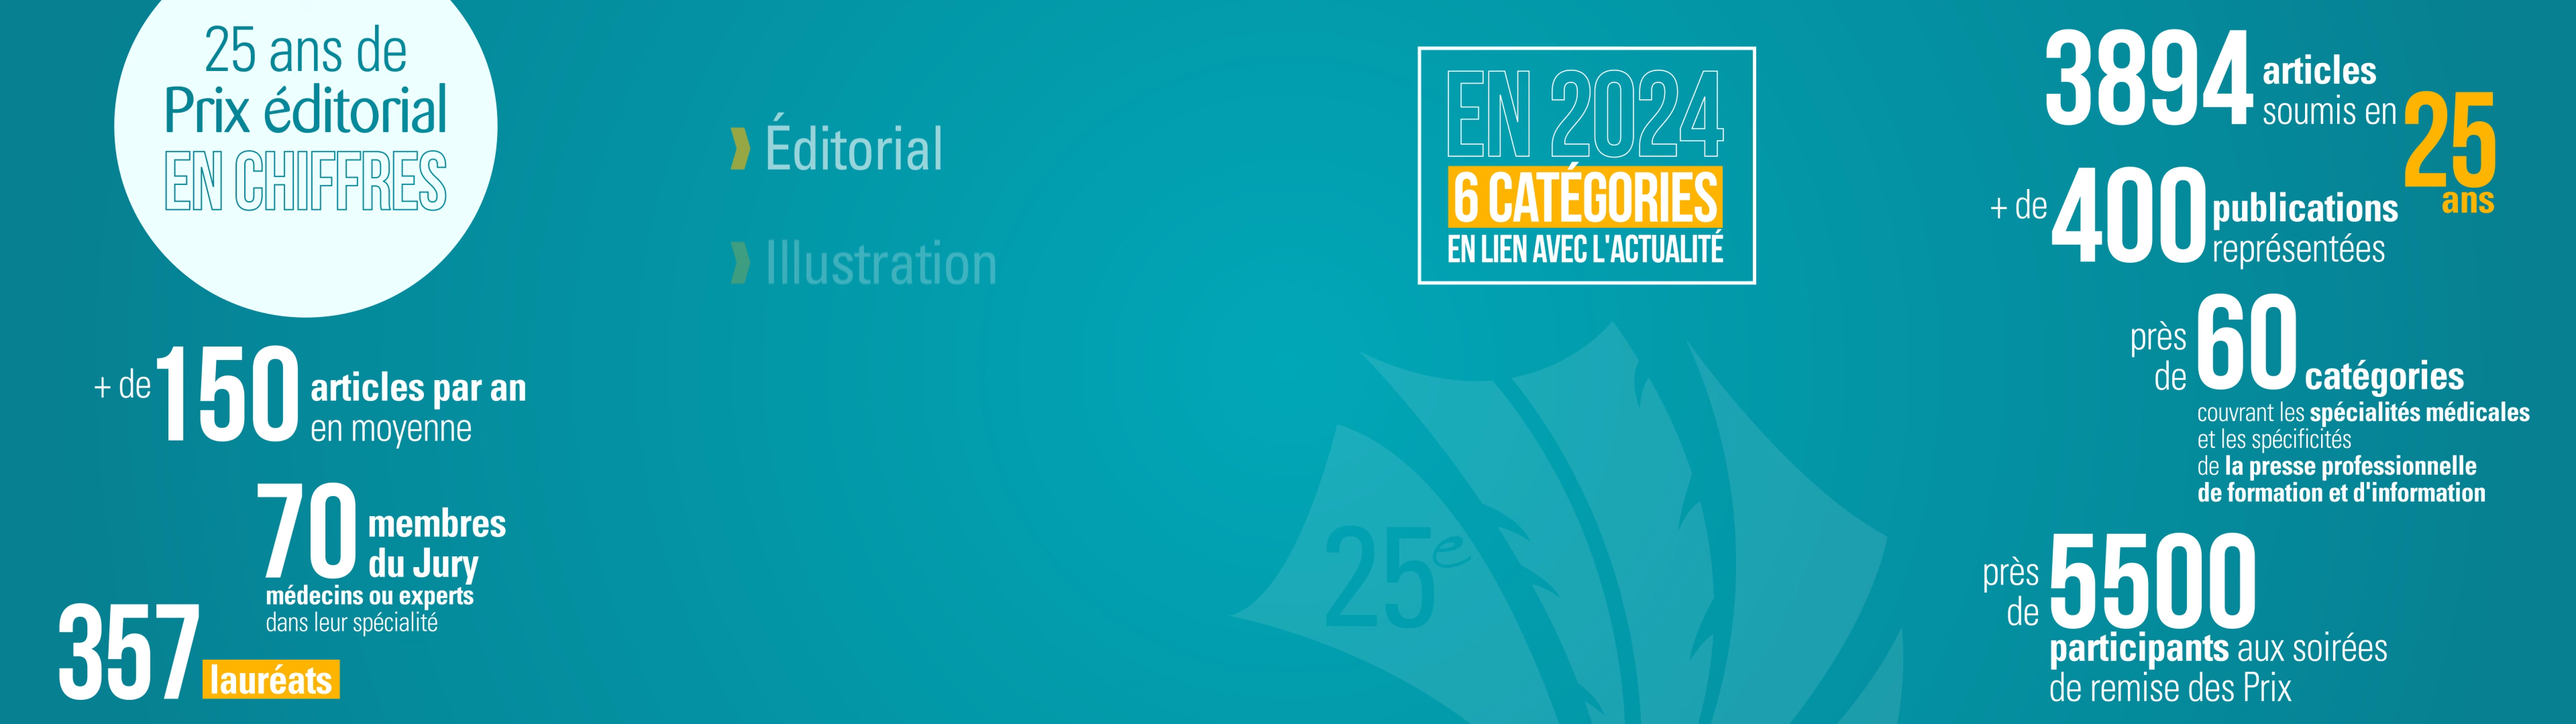 25 ans de
Prix éditorial
EN CHIFFRES
+ de 150 articles par an
en moyenne
70 membres
du Jury
médecins ou experts
dans leur spécialité
357 lauréats
Éditorial
Illustration
EN 2024
6 CATÉGORIES
EN LIEN AVEC L'ACTUALITÉ
25e
3894 articles
soumis en 25
ans
+ de 400 publications
représentées
près
de 60 catégories
couvrant les spécialités médicales
et les spécificités
de la presse professionnelle
de formation et d'information
près
de 5500
participants aux soirées
de remise des Prix